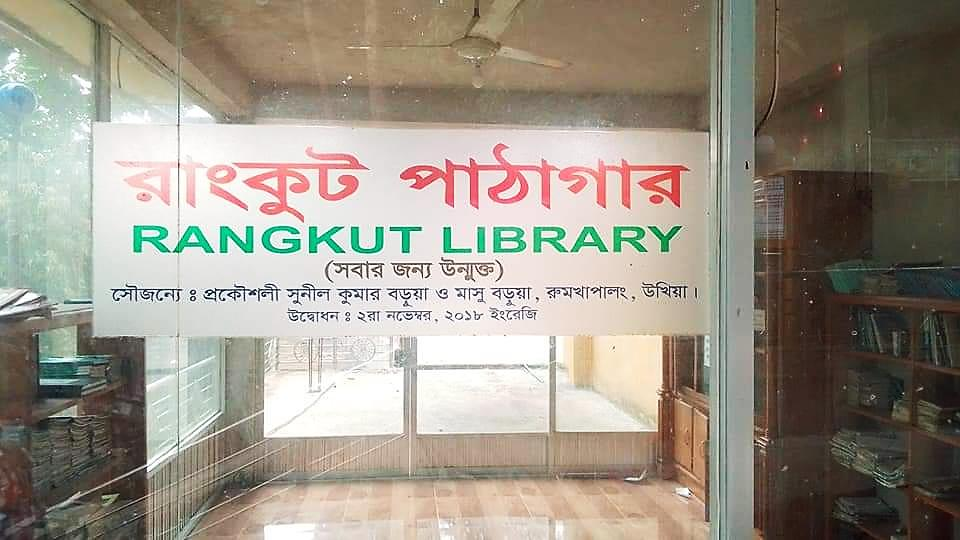 রাংকুট পাঠাগার
RANGKUT LIBRARY
(সবার জন্য উন্মুক্ত)
সৌজন্যে : প্রকৌশলী সুনীল কুমার বড়ুয়া ও মাসু বড়ুয়া, রুমখাপালং, উখিয়া।
উদ্বোধন : ২রা নভেম্বর, ২০১৮ ইংরেজি